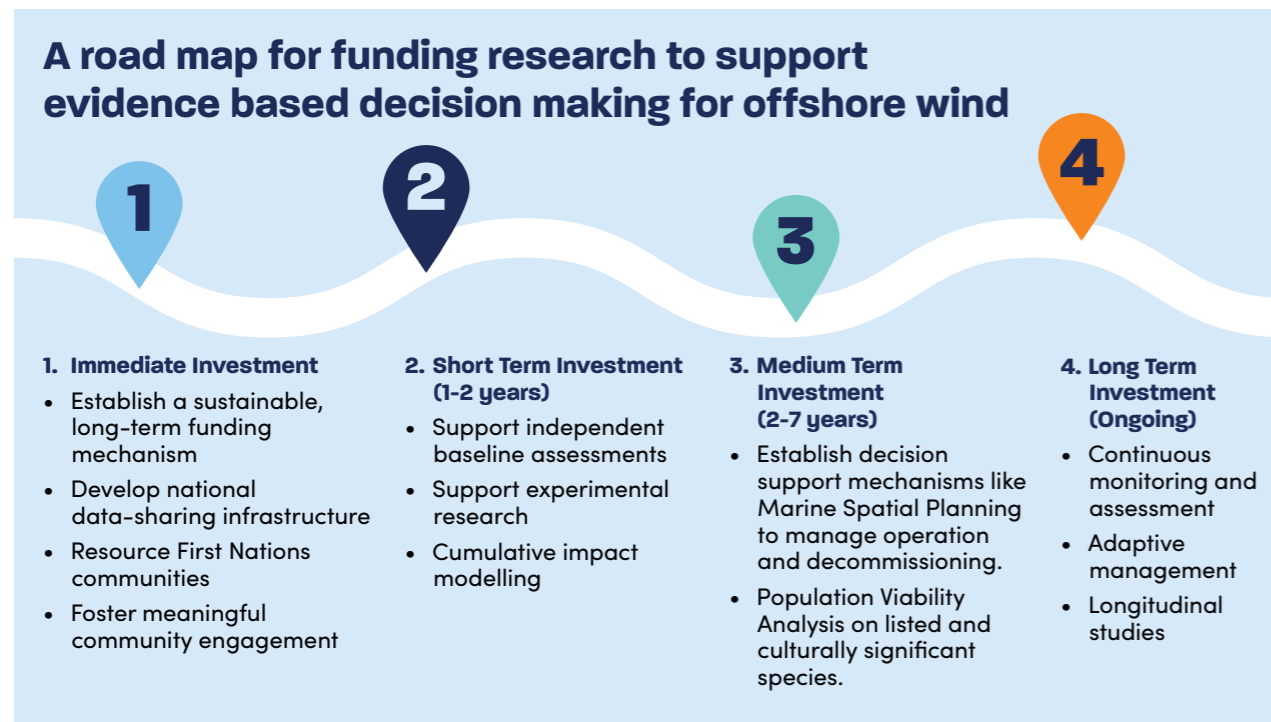 A road map for funding research to support
evidence based decision making for offshore wind
1
2
3
4
1. Immediate Investment
• Establish a sustainable,
long-term funding
mechanism
• Develop national
data-sharing infrastructure
• Resource First Nations
communities
• Foster meaningful
community engagement
2. Short Term Investment
(1-2 years)
• Support independent
baseline assessments
• Support experimental
research
• Cumulative impact
modelling
3. Medium Term
Investment
(2-7 years)
• Establish decision
support mechanisms like
Marine Spatial Planning
to manage operation
and decommissioning.
• Population Viability
Analysis on listed and
culturally significant
species.
4. Long Term
Investment
(Ongoing)
• Continuous
monitoring and
assessment
• Adaptive
management
• Longitudinal
studies